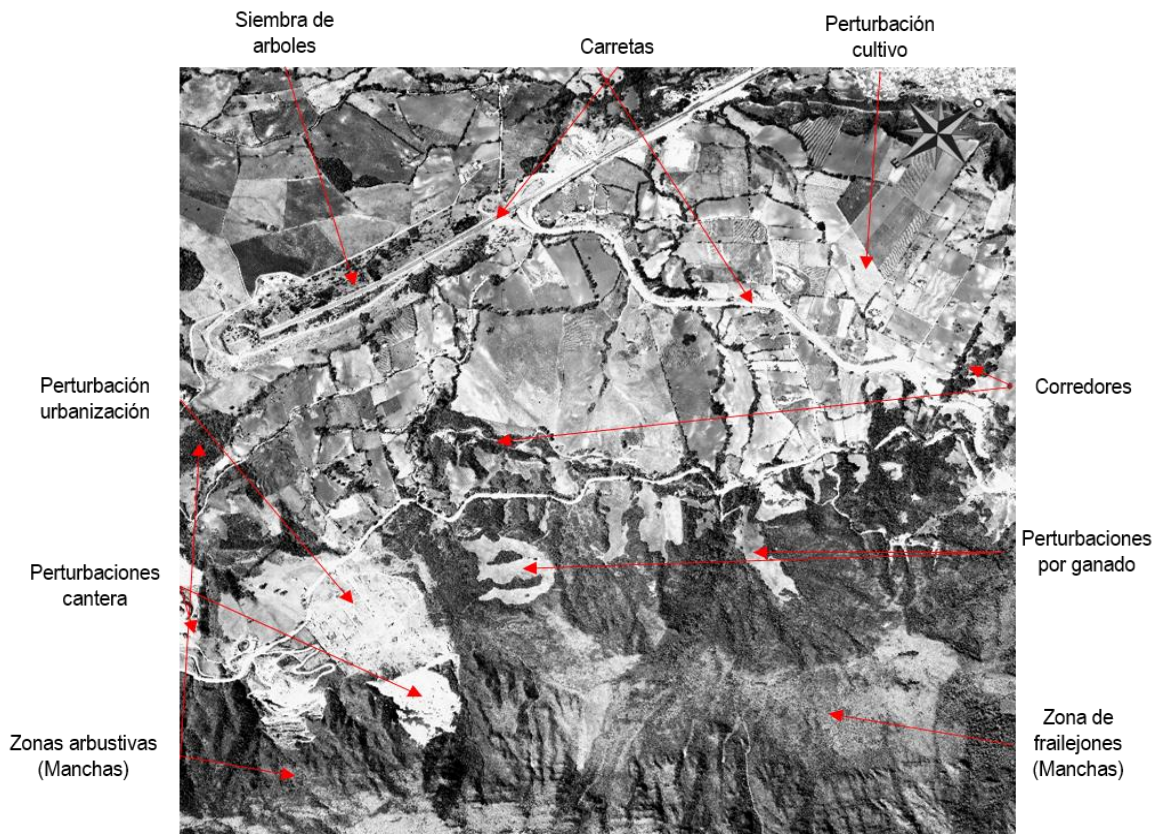 Siembra de
arboles
Carretas
Perturbación
cultivo
Perturbación
urbanización
Corredores
Perturbaciones
cantera
Perturbaciones
por ganado
Zonas arbustivas
(Manchas)
Zona de
frailejones
(Manchas)